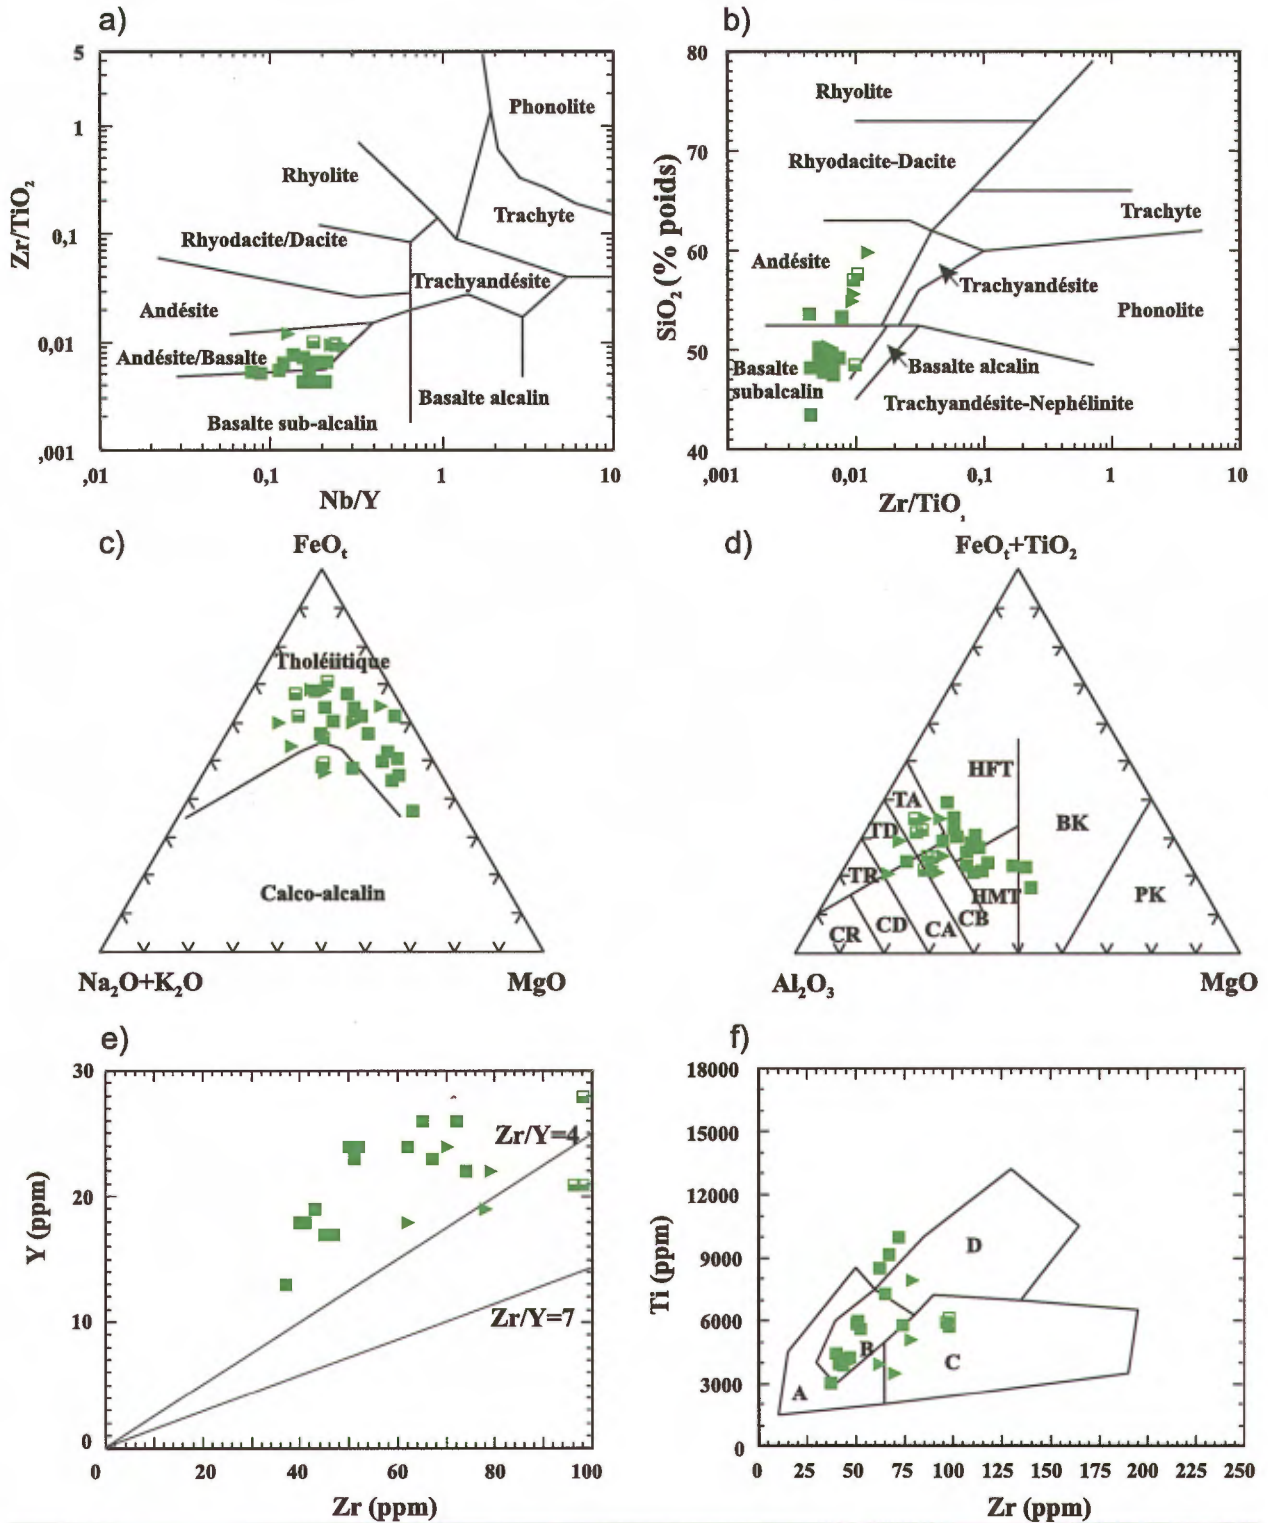 a)
5
1
0,1
0,01
,001
,01
0,1
1
10
Zr/TiO₂
Nb/Y
Phonolite
Rhyolite
Trachyte
Rhyodacite/Dacite
Trachyandésite
Andésite
Andésite/Basalte
Basalte alcalin
Basalte sub-alcalin
b)
80
70
60
50
40
,001
0,01
0,1
1
10
SiO₂ (% poids)
Rhyolite
Rhyodacite-Dacite
Trachyte
Andésite
Trachyandésite
Phonolite
Basalte
subalcalin
Basalte alcalin
Trachyandésite-Nephélinite
c)
FeOₜ
Tholéiitique
Calco-alcalin
Na₂O+K₂O
MgO
d)
FeOₜ+TiO₂
HFT
TA
BK
TD
TR
HMT
PK
CB
CA
CD
CR
Al₂O₃
MgO
e)
30
20
10
0
0
20
40
60
80
100
Y (ppm)
Zr/Y=4
Zr/Y=7
Zr (ppm)
f)
18000
15000
12000
9000
6000
3000
0
0
25
50
75
100
125
150
175
200
225
250
Ti (ppm)
D
B
C
A
Zr (ppm)